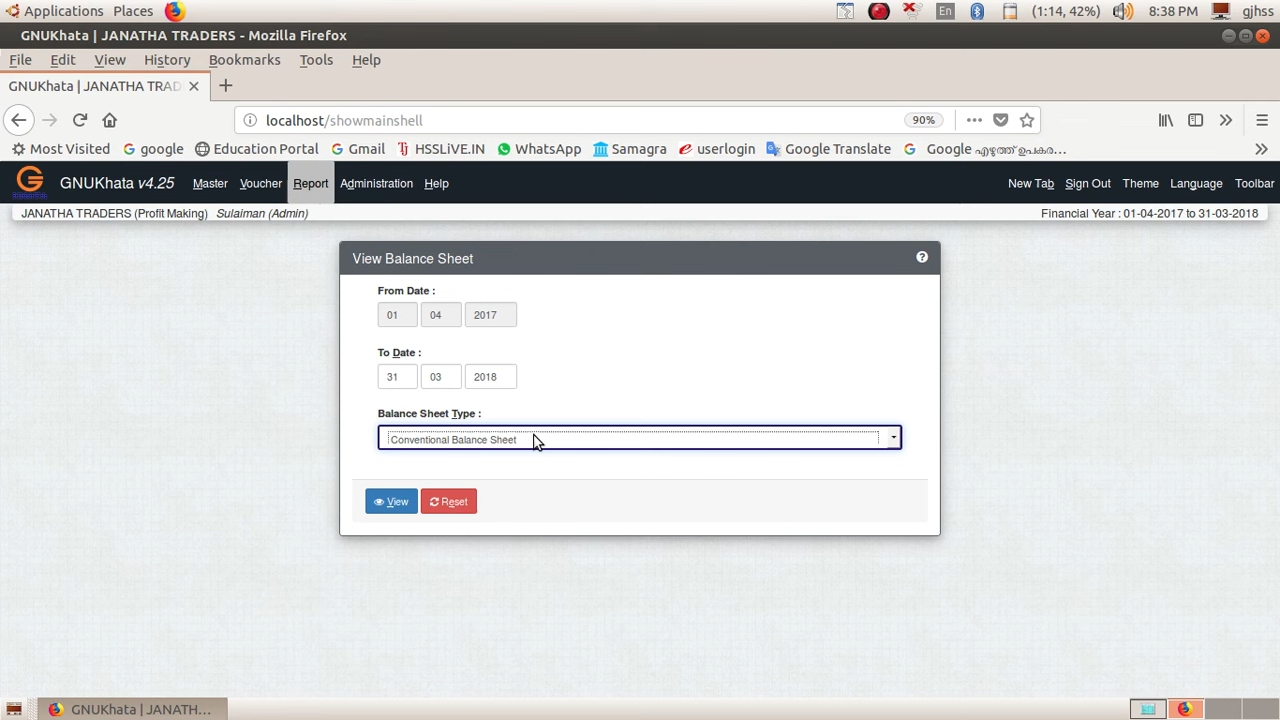 Applications Places En (1:14, 42%) 8:38 PM gjhss
GNUKhata | JANATHA TRADERS - Mozilla Firefox
File Edit View History Bookmarks Tools Help
GNUKhata | JANATHA TRAD
localhost/showmainshell 90%
Most Visited google Education Portal Gmail HSSLiVE.IN WhatsApp Samagra userlogin Google Translate Google എഴുത്ത് ഉപകര...
GNUKhata v4.25 Master Voucher Report Administration Help New Tab Sign Out Theme Language Toolbar
JANATHA TRADERS (Profit Making) Sulaiman (Admin) Financial Year : 01-04-2017 to 31-03-2018
View Balance Sheet
From Date :
01 04 2017
To Date :
31 03 2018
Balance Sheet Type :
Conventional Balance Sheet
View Reset
GNUKhata | JANATH...